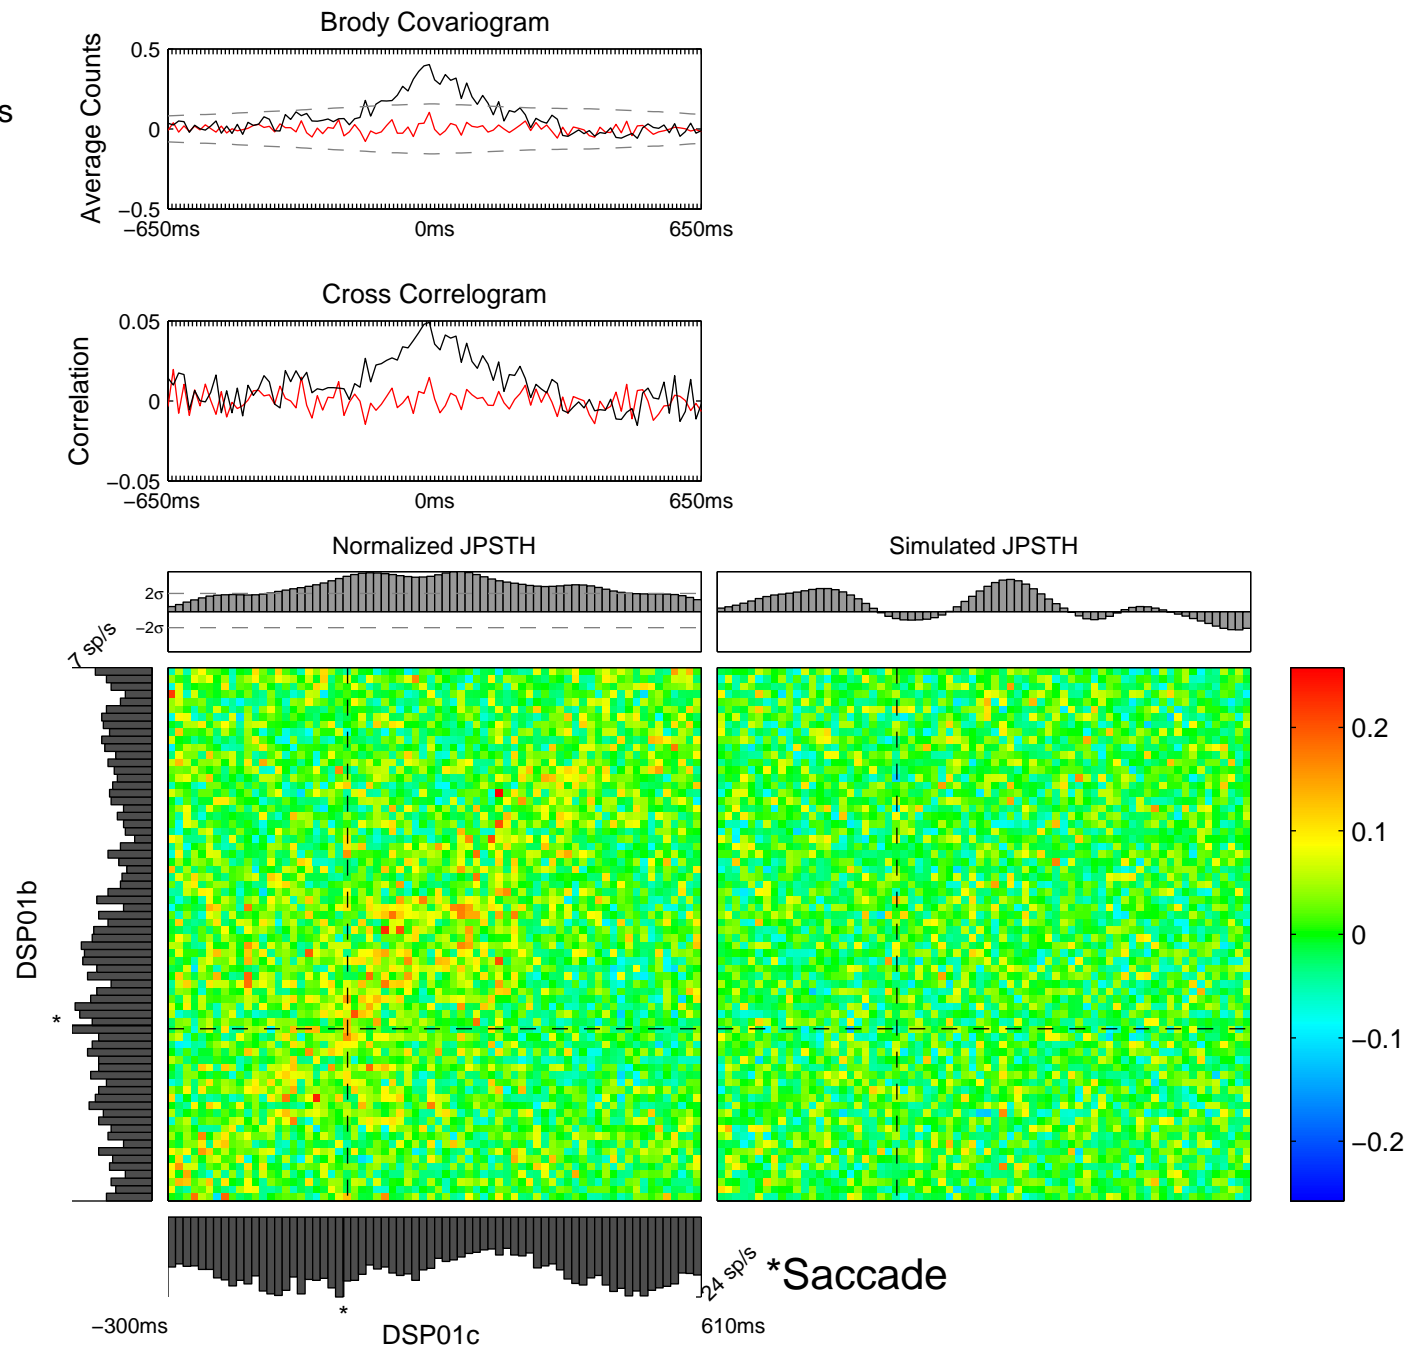 Brody Covariogram
s
Average Counts
0.5
0
−0.5
−650ms
0ms
650ms
Cross Correlogram
Correlation
0.05
0
−0.05
−650ms
0ms
650ms
Normalized JPSTH
Simulated JPSTH
2σ
−2σ
7 sp/s
DSP01b
*
0.2
0.1
0
−0.1
−0.2
24 sp/s
*Saccade
*
−300ms
DSP01c
610ms